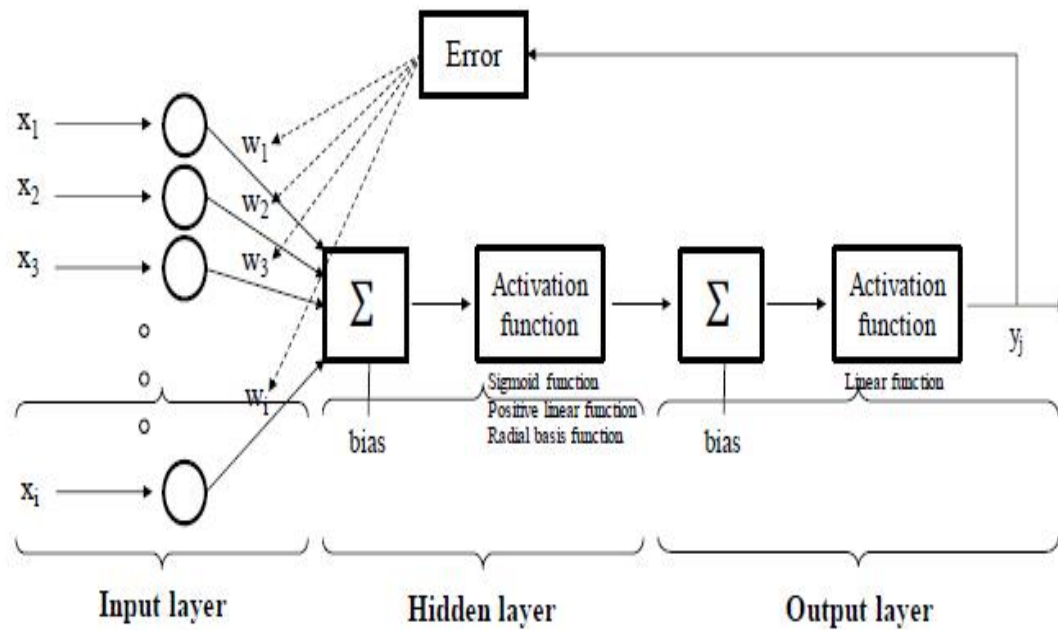 Error
x₁
w₁
x₂
w₂
x₃
w₃
Σ
Activation
function
Σ
Activation
function
yⱼ
Sigmoid function
Positive linear function
Radial basis function
Linear function
wᵢ
bias
bias
xᵢ
Input layer
Hidden layer
Output layer